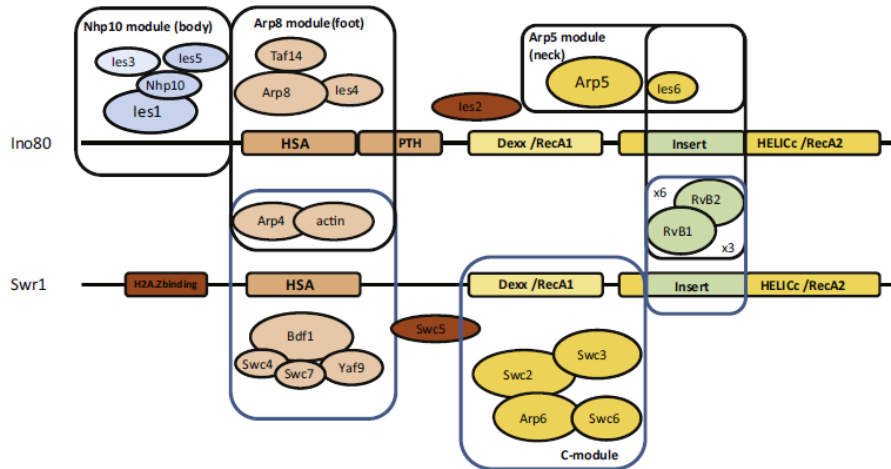 Nhp10 module (body)
Arp8 module(foot)
Arp5 module
(neck)
Ies3
Ies5
Nhp10
Ies1
Taf14
Arp8
Ies4
Ies2
Arp5
Ies6
Ino80
HSA
PTH
Dexx /RecA1
Insert
HELICc /RecA2
Arp4
actin
x6
RvB2
RvB1
x3
Swr1
H2A.Zbinding
HSA
Dexx /RecA1
Insert
HELICc /RecA2
Bdf1
Swc4
Swc7
Yaf9
Swc5
Swc3
Swc2
Arp6
Swc6
C-module